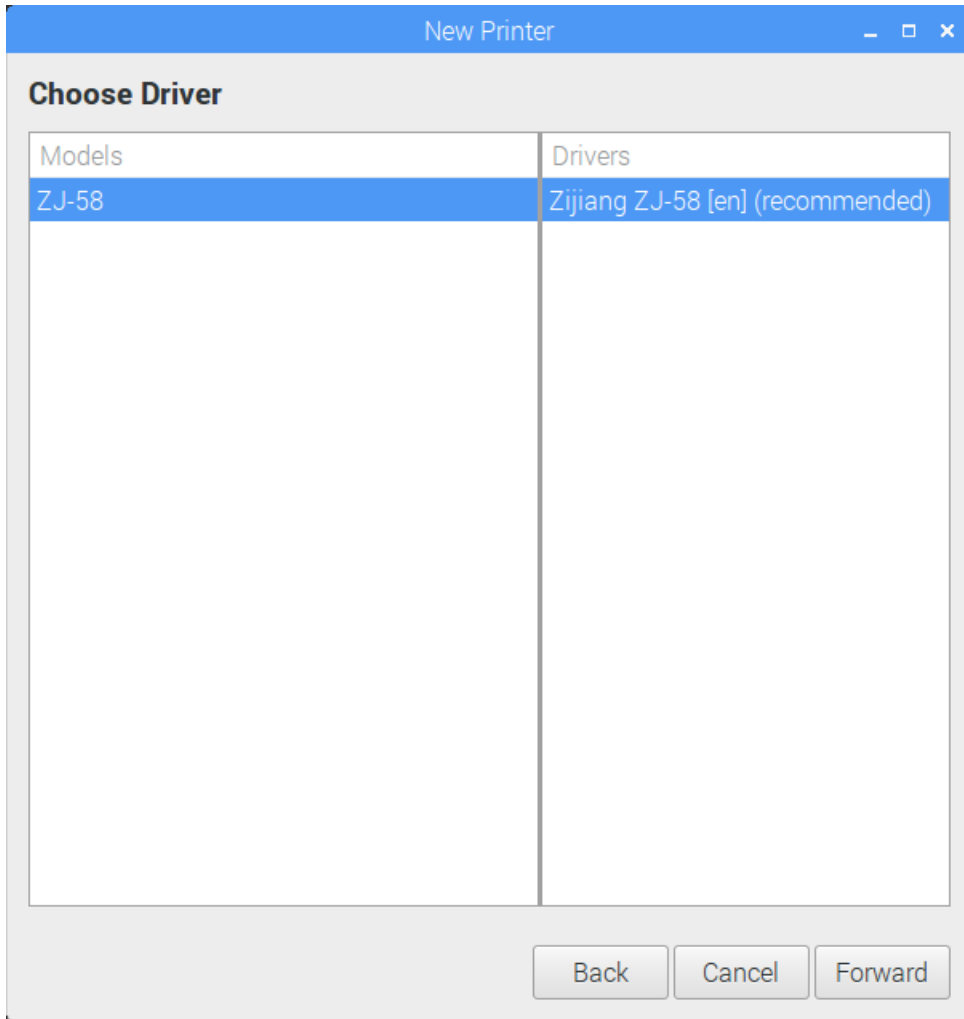 New Printer
Choose Driver
Models Drivers
ZJ-58 Zijiang ZJ-58 [en] (recommended)
Back Cancel Forward